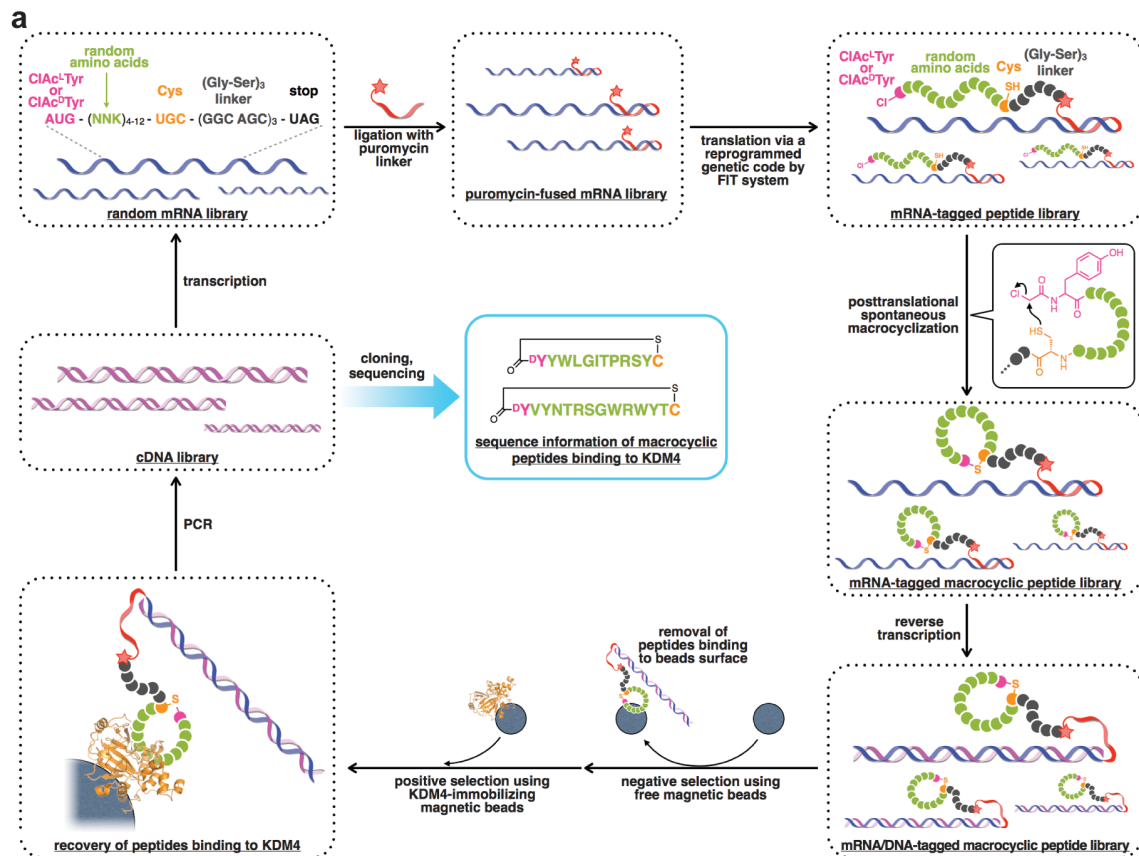 a
random
amino acids
ClAcᴸTyr
or
ClAcᴰTyr
Cys
(Gly-Ser)₃
linker
stop
AUG - (NNK)₄₋₁₂ - UGC - (GGC AGC)₃ - UAG
random mRNA library
ligation with
puromycin
linker
puromycin-fused mRNA library
translation via a
reprogrammed
genetic code by
FIT system
ClAcᴸTyr
or
ClAcᴰTyr
random
amino acids
Cys
(Gly-Ser)₃
linker
SH
Cl
Cl
SH
Cl
SH
mRNA-tagged peptide library
posttranslational
spontaneous
macrocyclization
OH
Cl
O
N
H
O
HS
O
N
H
S
S
S
mRNA-tagged macrocyclic peptide library
reverse
transcription
S
S
S
mRNA/DNA-tagged macrocyclic peptide library
negative selection using
free magnetic beads
removal of
peptides binding
to beads surface
S
positive selection using
KDM4-immobilizing
magnetic beads
S
recovery of peptides binding to KDM4
PCR
cDNA library
transcription
cloning,
sequencing
S
O
ᴰYYWLGITPRSYC
S
O
ᴰYVYNTRSGWRWYTC
sequence information of macrocyclic
peptides binding to KDM4